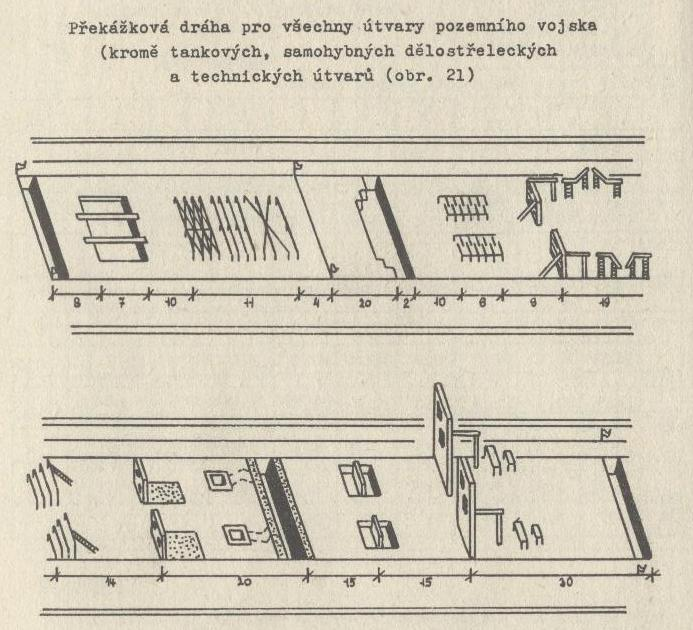 Překážková dráha pro všechny útvary pozemního vojska
(kromě tankových, samohybných dělostřeleckých
a technických útvarů (obr. 21)
8 7 10 11 4 20 2 10 6 9 19
14 20 15 15 30